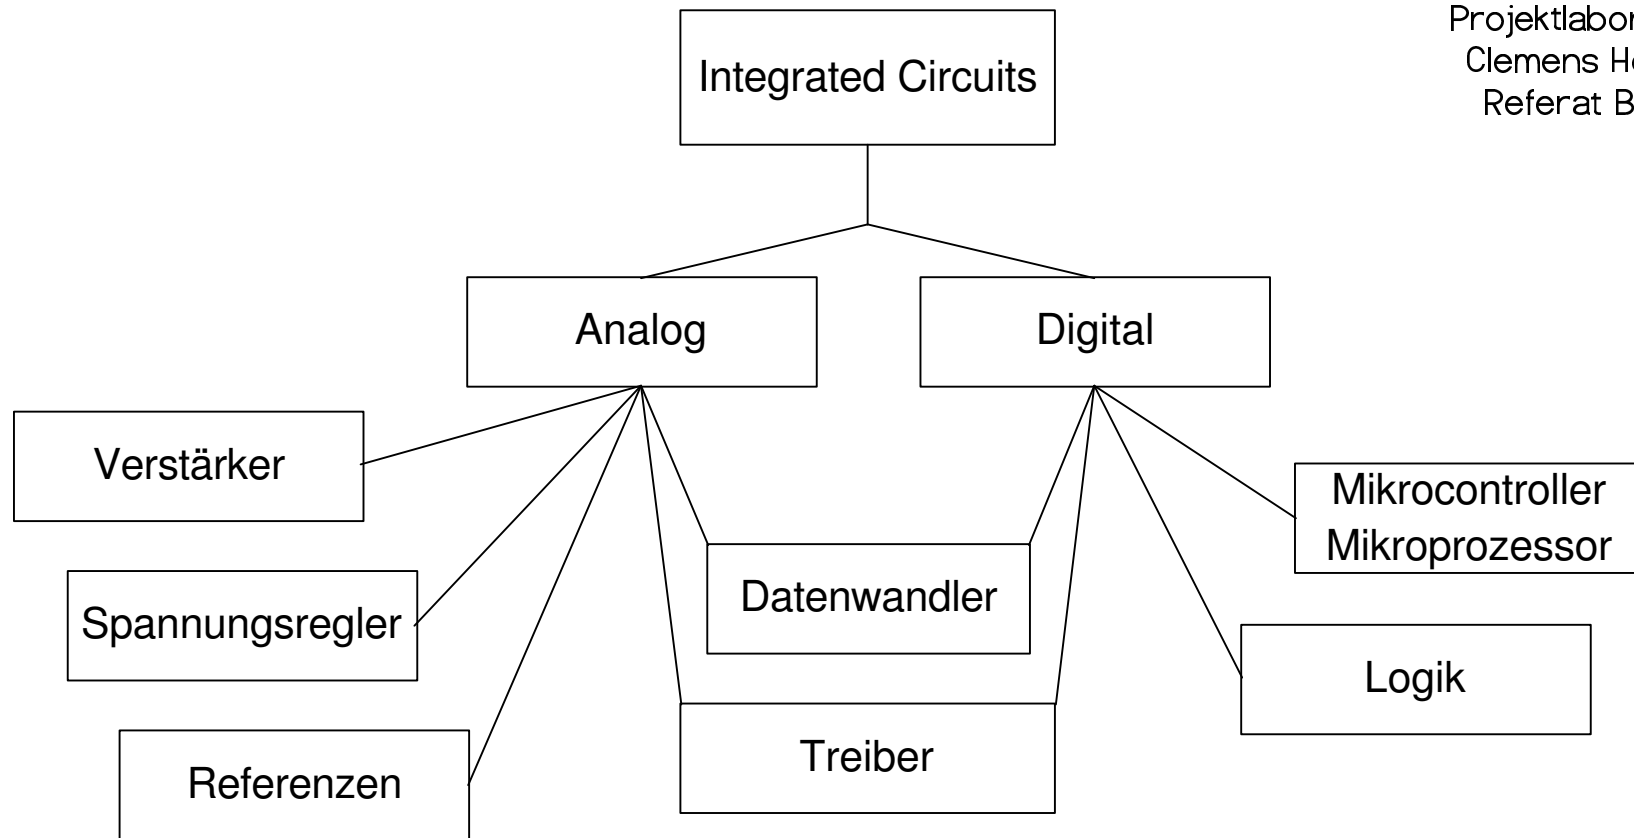 Projektlabor
Clemens
Referat
Integrated Circuits
Analog
Digital
Verstärker
Mikrocontroller
Mikroprozessor
Datenwandler
Spannungsregler
Logik
Treiber
Referenzen